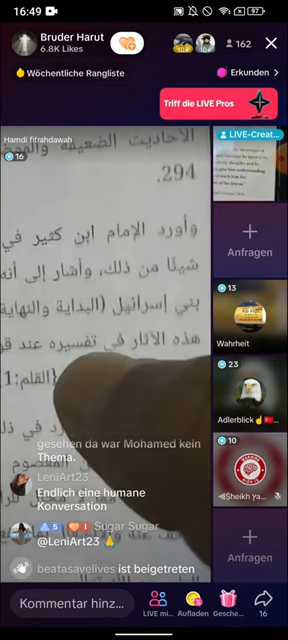 16:49
97
Bruder Harut
6.8K Likes
162
Wöchentliche Rangliste
Erkunden >
Triff die LIVE Pros
Hamdi fitrahdawah
16
الأحاديث الضعيفة
294.
وأورد الإمام ابن كثير في
شيئًا من ذلك، وأشار إلى أنه
بني إسرائيل (البداية والنهاية
هذه الآثار في تفسيره عند
القلم:1]
LIVE-Creat...
Anfragen
13
Wahrheit
23
Adlerblick
10
Anfragen
gesehen da war Mohamed kein
Thema.
LeniArt23
Endlich eine humane
Konversation
5
1
Sugar Sugar
@LeniArt23 🙏
beatasavelives ist beigetreten
Kommentar hinz...
LIVE mi...
Aufladen
Gesche...
16